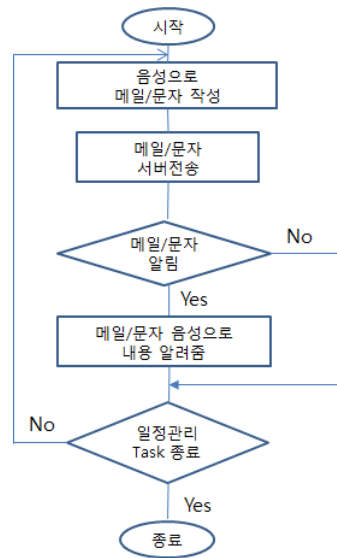 시작
음성으로
메일/문자 작성
메일/문자
서버전송
메일/문자
알림
No
Yes
메일/문자 음성으로
내용 알려줌
No
일정관리
Task 종료
Yes
종료